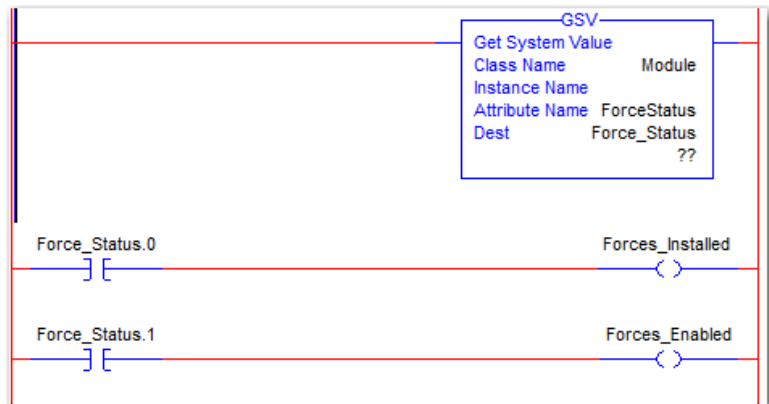 GSV
Get System Value
Class Name Module
Instance Name
Attribute Name ForceStatus
Dest Force_Status
??
Force_Status.0 Forces_Installed
Force_Status.1 Forces_Enabled